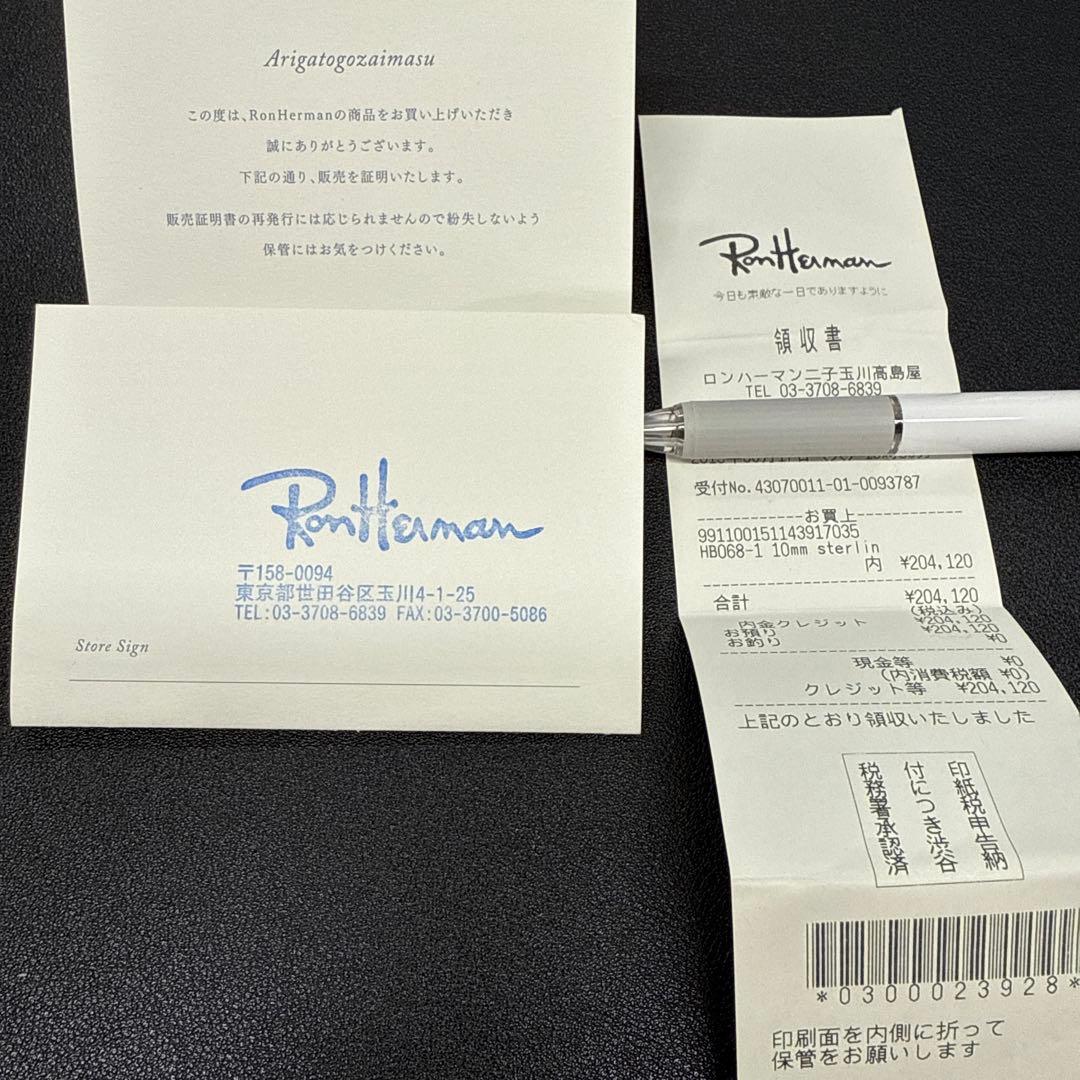 Arigatogozaimasu
この度は、RonHermanの商品をお買い上げいただき
誠にありがとうございます。
下記の通り、販売を証明いたします。
販売証明書の再発行には応じられませんので紛失しないよう
保管にはお気をつけください。
RonHerman
〒158-0094
東京都世田谷区玉川4-1-25
TEL:03-3708-6839 FAX:03-3700-5086
Store Sign
RonHerman
今日も素敵な一日でありますように
領収書
ロンハーマン二子玉川髙島屋
TEL 03-3708-6839
受付No.43070011-01-0093787
------------お買上------------
991100151143917035
HB068-1 10mm sterlin
内 ¥204,120
合計 ¥204,120
(税込み)
内金クレジット ¥204,120
お預り ¥204,120
お釣り ¥0
現金等 ¥0
(内消費税額 ¥0)
クレジット等 ¥204,120
上記のとおり領収いたしました
印紙税申告納
付につき渋谷
税務署承認済
*0300023928*
印刷面を内側に折って
保管をお願いします